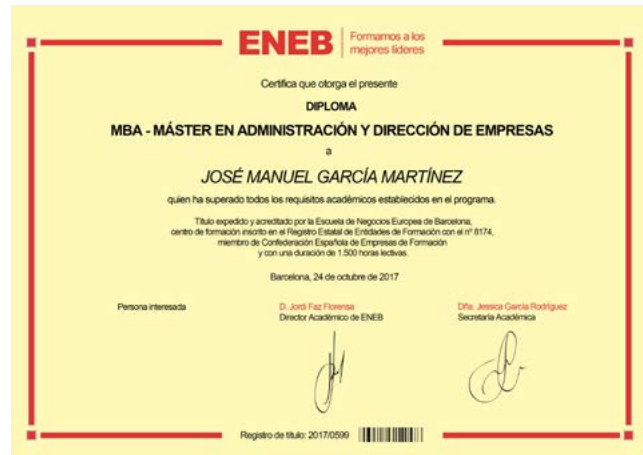 ENEB
Formamos a los
mejores líderes
Certifica que otorga el presente
DIPLOMA
MBA - MÁSTER EN ADMINISTRACIÓN Y DIRECCIÓN DE EMPRESAS
a
JOSÉ MANUEL GARCÍA MARTÍNEZ
quien ha superado todos los requisitos académicos establecidos en el programa.
Título expedido y acreditado por la Escuela de Negocios Europea de Barcelona,
centro de formación inscrito en el Registro Estatal de Entidades de Formación con el nº 8174,
miembro de Confederación Española de Empresas de Formación
y con una duración de 1.500 horas lectivas.
Barcelona, 24 de octubre de 2017
Persona interesada
D. Jordi Faz Florensa
Director Académico de ENEB
Dña. Jessica García Rodríguez
Secretaría Académica
Registro de título: 2017/0599